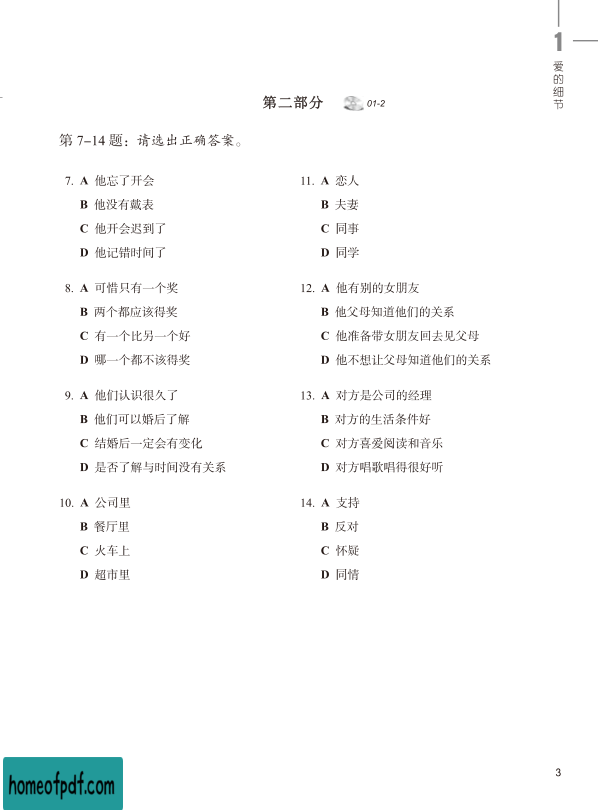 1
爱的细节
第二部分 01-2
第 7–14 题：请选出正确答案。
7. A 他忘了开会
B 他没有戴表
C 他开会迟到了
D 他记错时间了
8. A 可惜只有一个奖
B 两个都应该得奖
C 有一个比另一个好
D 哪一个都不该得奖
9. A 他们认识很久了
B 他们可以婚后了解
C 结婚后一定会有变化
D 是否了解与时间没有关系
10. A 公司里
B 餐厅里
C 火车上
D 超市里
11. A 恋人
B 夫妻
C 同事
D 同学
12. A 他有别的女朋友
B 他父母知道他们的关系
C 他准备带女朋友回去见父母
D 他不想让父母知道他们的关系
13. A 对方是公司的经理
B 对方的生活条件好
C 对方喜爱阅读和音乐
D 对方唱歌唱得很好听
14. A 支持
B 反对
C 怀疑
D 同情
3
homeofpdf.com